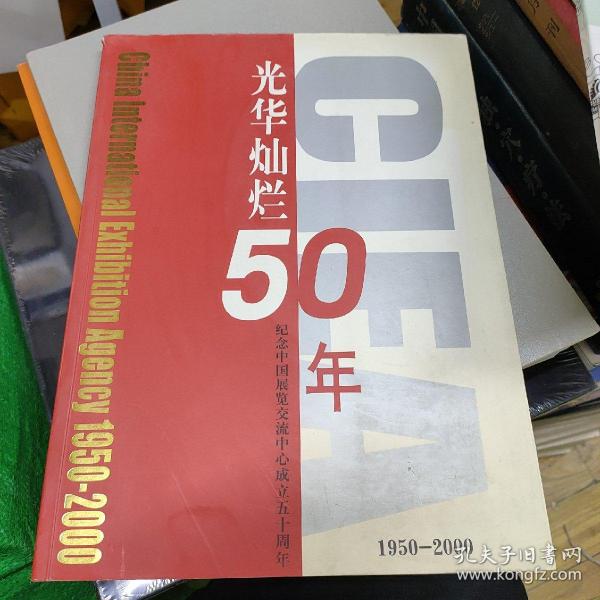 China International Exhibition Agency 1950-2000
光华灿烂
50
年
纪念中国展览交流中心成立五十周年
CIEA
1950-2000
孔夫子旧书网
www.kongfz.com